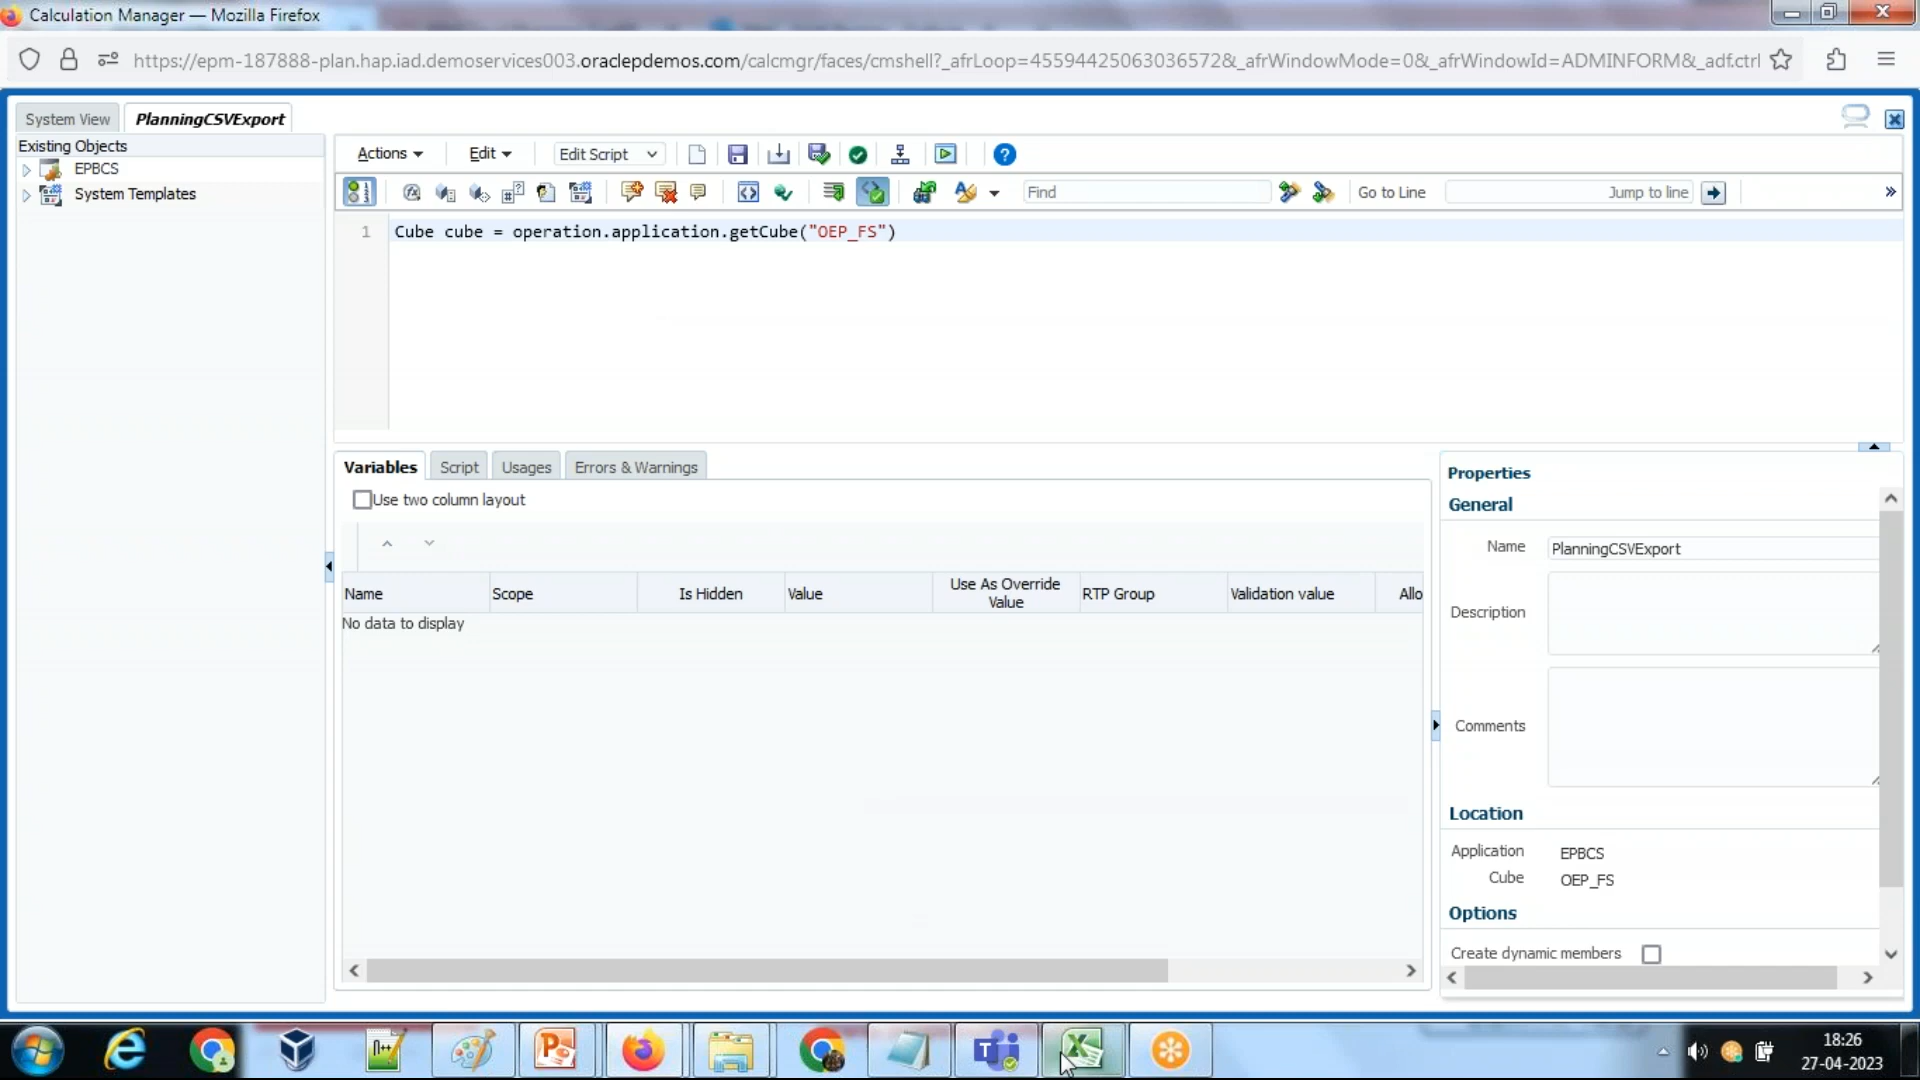 Calculation Manager — Mozilla Firefox
https://epm-187888-plan.hap.iad.demoservices003.oraclepdemos.com/calcmgr/faces/cmshell?_afrLoop=45594425063036572&_afrWindowMode=0&_afrWindowId=ADMINFORM&_adf.ctrl
System View
PlanningCSVExport
Existing Objects
EPBCS
System Templates
Actions
Edit
Edit Script
Find
Go to Line
Jump to line
1 Cube cube = operation.application.getCube("OEP_FS")
Variables
Script
Usages
Errors & Warnings
Use two column layout
Name
Scope
Is Hidden
Value
Use As Override Value
RTP Group
Validation value
Allo
No data to display
Properties
General
Name PlanningCSVExport
Description
Comments
Location
Application EPBCS
Cube OEP_FS
Options
Create dynamic members
18:26
27-04-2023